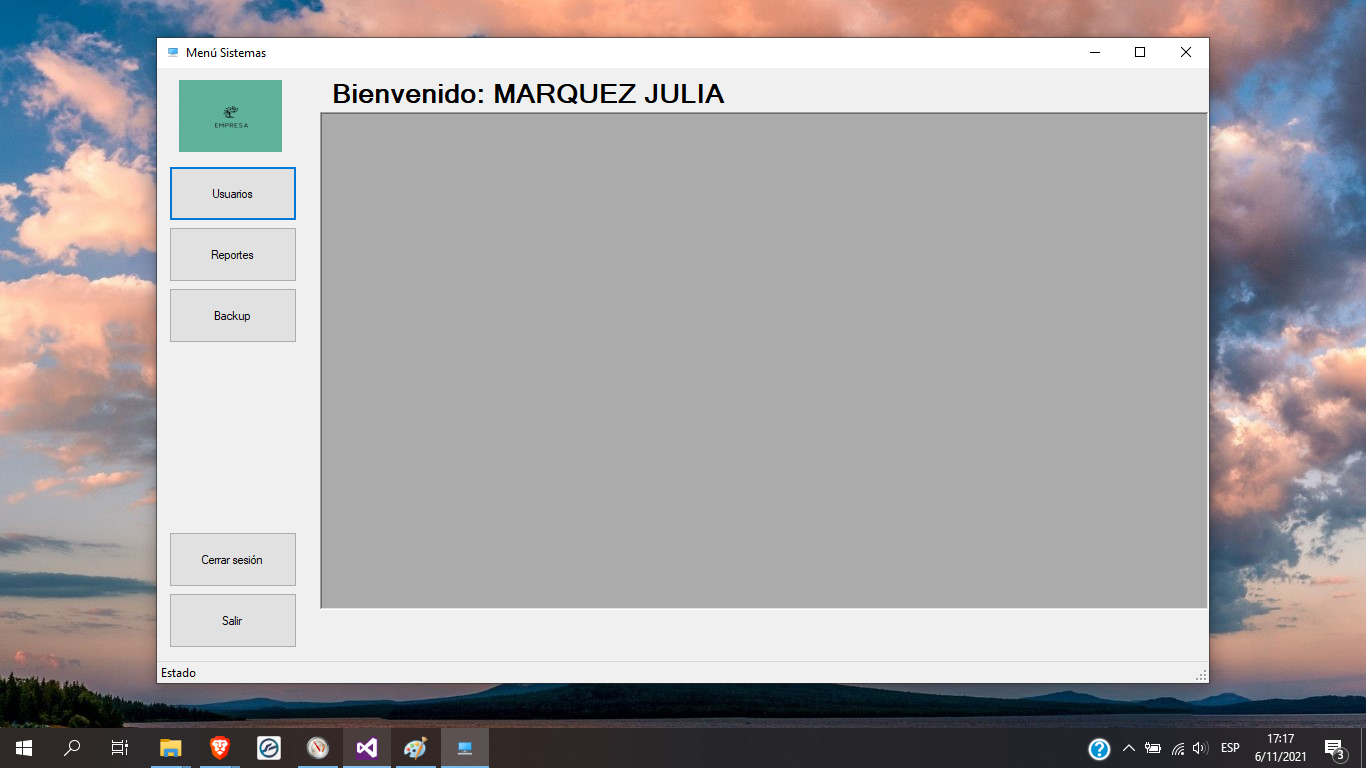 Menú Sistemas
Bienvenido: MARQUEZ JULIA
EMPRESA
Usuarios
Reportes
Backup
Cerrar sesión
Salir
Estado
ESP
17:17
6/11/2021
3